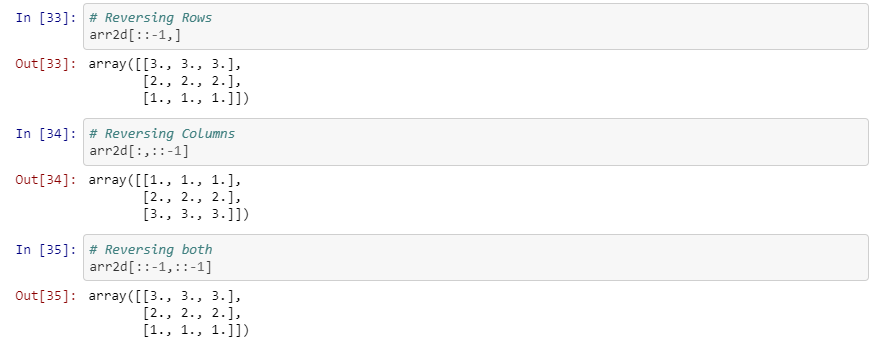 In [33]: # Reversing Rows
arr2d[::-1,]
Out[33]: array([[3., 3., 3.],
[2., 2., 2.],
[1., 1., 1.]])
In [34]: # Reversing Columns
arr2d[:,::-1]
Out[34]: array([[1., 1., 1.],
[2., 2., 2.],
[3., 3., 3.]])
In [35]: # Reversing both
arr2d[::-1,::-1]
Out[35]: array([[3., 3., 3.],
[2., 2., 2.],
[1., 1., 1.]])